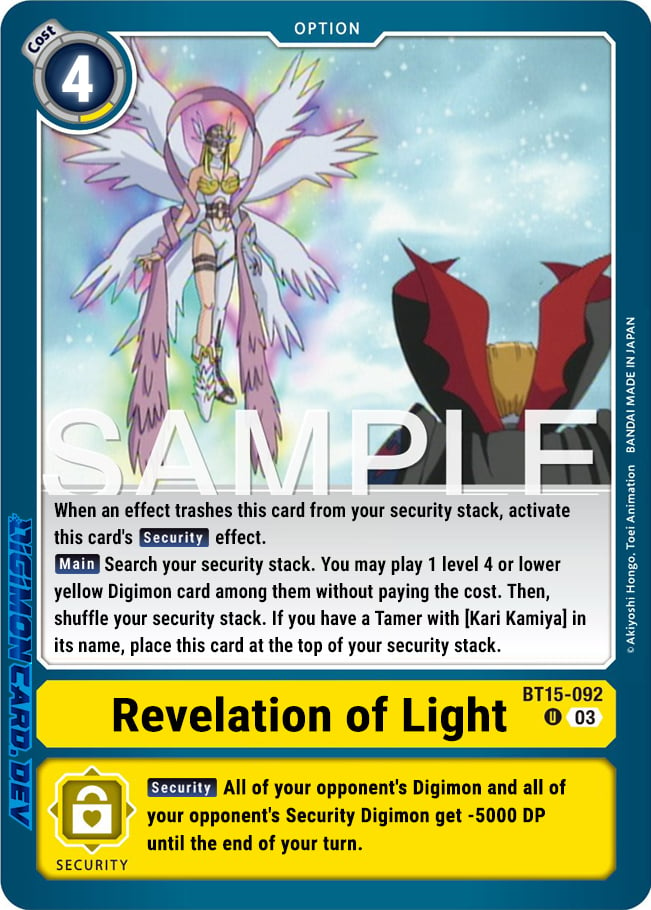 OPTION
Cost
4
SAMPLE
When an effect trashes this card from your security stack, activate
this card's Security effect.
Main Search your security stack. You may play 1 level 4 or lower
yellow Digimon card among them without paying the cost. Then,
shuffle your security stack. If you have a Tamer with [Kari Kamiya] in
its name, place this card at the top of your security stack.
©Akiyoshi Hongo, Toei Animation BANDAI MADE IN JAPAN
DIGIMONCARD.DEV
BT15-092
Revelation of Light
U 03
Security All of your opponent's Digimon and all of
your opponent's Security Digimon get -5000 DP
until the end of your turn.
SECURITY